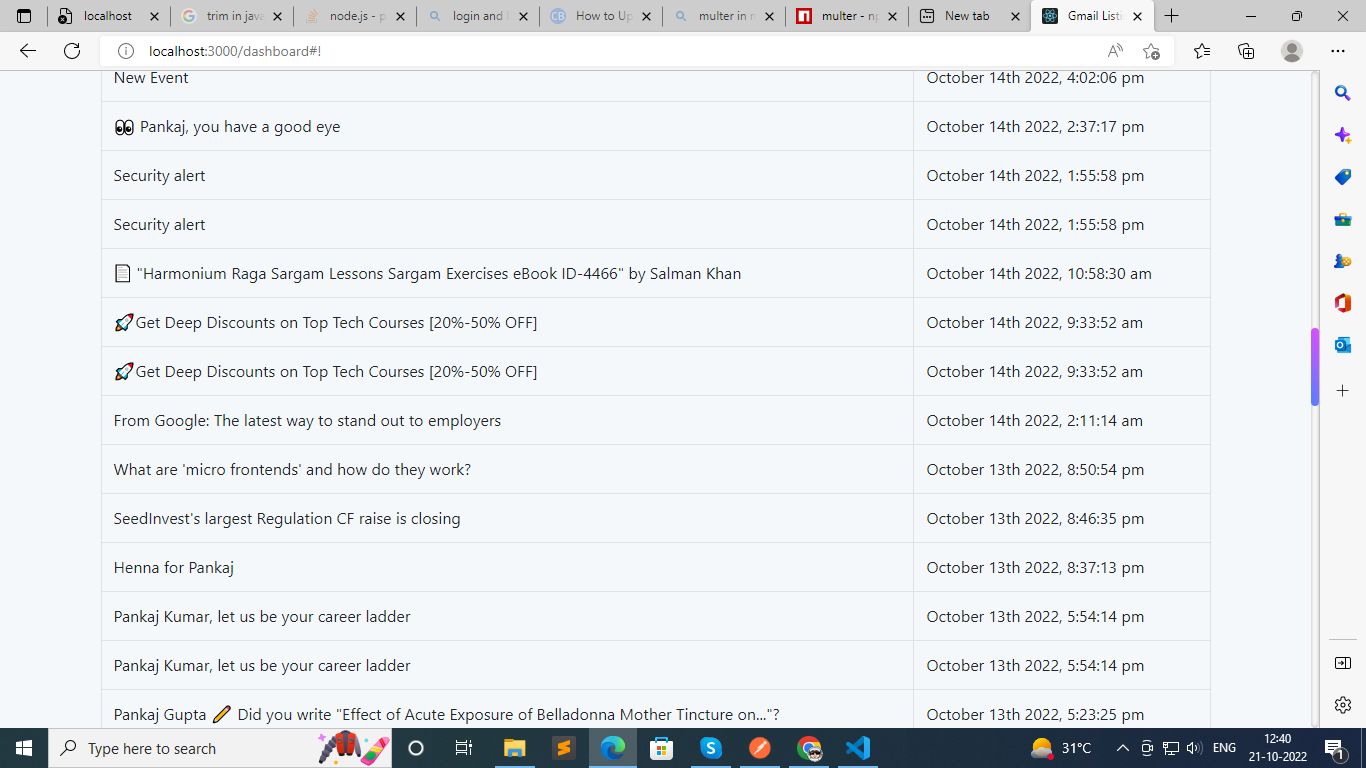 localhost
trim in java
node.js - p
login and l
How to Up
multer in n
multer - np
New tab
Gmail Listi
localhost:3000/dashboard#!
New Event October 14th 2022, 4:02:06 pm
👀 Pankaj, you have a good eye October 14th 2022, 2:37:17 pm
Security alert October 14th 2022, 1:55:58 pm
Security alert October 14th 2022, 1:55:58 pm
📄 "Harmonium Raga Sargam Lessons Sargam Exercises eBook ID-4466" by Salman Khan October 14th 2022, 10:58:30 am
🚀Get Deep Discounts on Top Tech Courses [20%-50% OFF] October 14th 2022, 9:33:52 am
🚀Get Deep Discounts on Top Tech Courses [20%-50% OFF] October 14th 2022, 9:33:52 am
From Google: The latest way to stand out to employers October 14th 2022, 2:11:14 am
What are 'micro frontends' and how do they work? October 13th 2022, 8:50:54 pm
SeedInvest's largest Regulation CF raise is closing October 13th 2022, 8:46:35 pm
Henna for Pankaj October 13th 2022, 8:37:13 pm
Pankaj Kumar, let us be your career ladder October 13th 2022, 5:54:14 pm
Pankaj Kumar, let us be your career ladder October 13th 2022, 5:54:14 pm
Pankaj Gupta ✏️ Did you write "Effect of Acute Exposure of Belladonna Mother Tincture on..."? October 13th 2022, 5:23:25 pm
Type here to search
31°C
ENG
12:40
21-10-2022
1